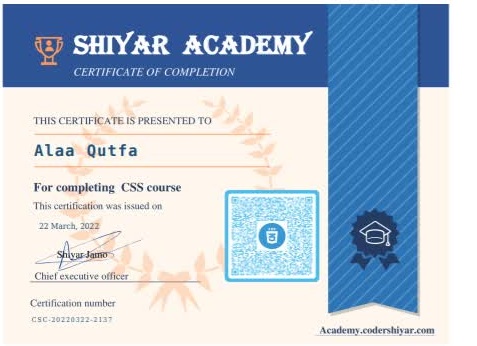 SHIYAR ACADEMY
CERTIFICATE OF COMPLETION
THIS CERTIFICATE IS PRESENTED TO
Alaa Qutfa
For completing CSS course
This certification was issued on
22 March, 2022
Shiyar Jamo
Chief executive officer
Certification number
CSC-20220322-2137
Academy.codershiyar.com